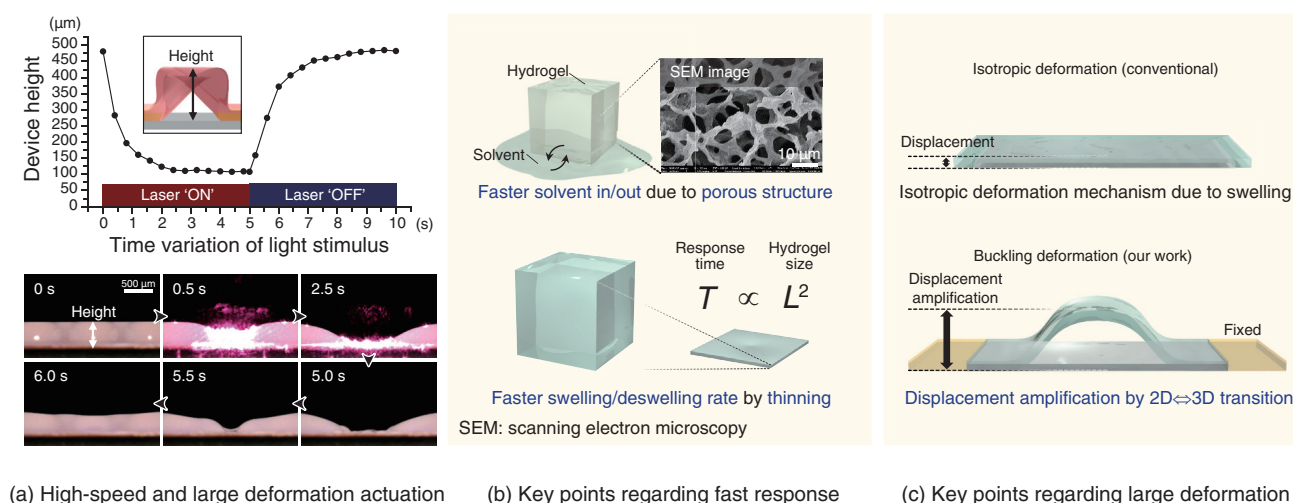 (μm)
500
450
400
350
300
250
200
150
100
50
0
Device height
Height
Laser 'ON'
Laser 'OFF'
0 1 2 3 4 5 6 7 8 9 10 (s)
Time variation of light stimulus
0 s
500 μm
Height
0.5 s
2.5 s
6.0 s
5.5 s
5.0 s
(a) High-speed and large deformation actuation
Hydrogel
SEM image
Solvent
10 μm
Faster solvent in/out due to porous structure
Response time
Hydrogel size
T ∝ L²
Faster swelling/deswelling rate by thinning
SEM: scanning electron microscopy
(b) Key points regarding fast response
Isotropic deformation (conventional)
Displacement
Isotropic deformation mechanism due to swelling
Buckling deformation (our work)
Displacement
amplification
Fixed
Displacement amplification by 2D⇔3D transition
(c) Key points regarding large deformation